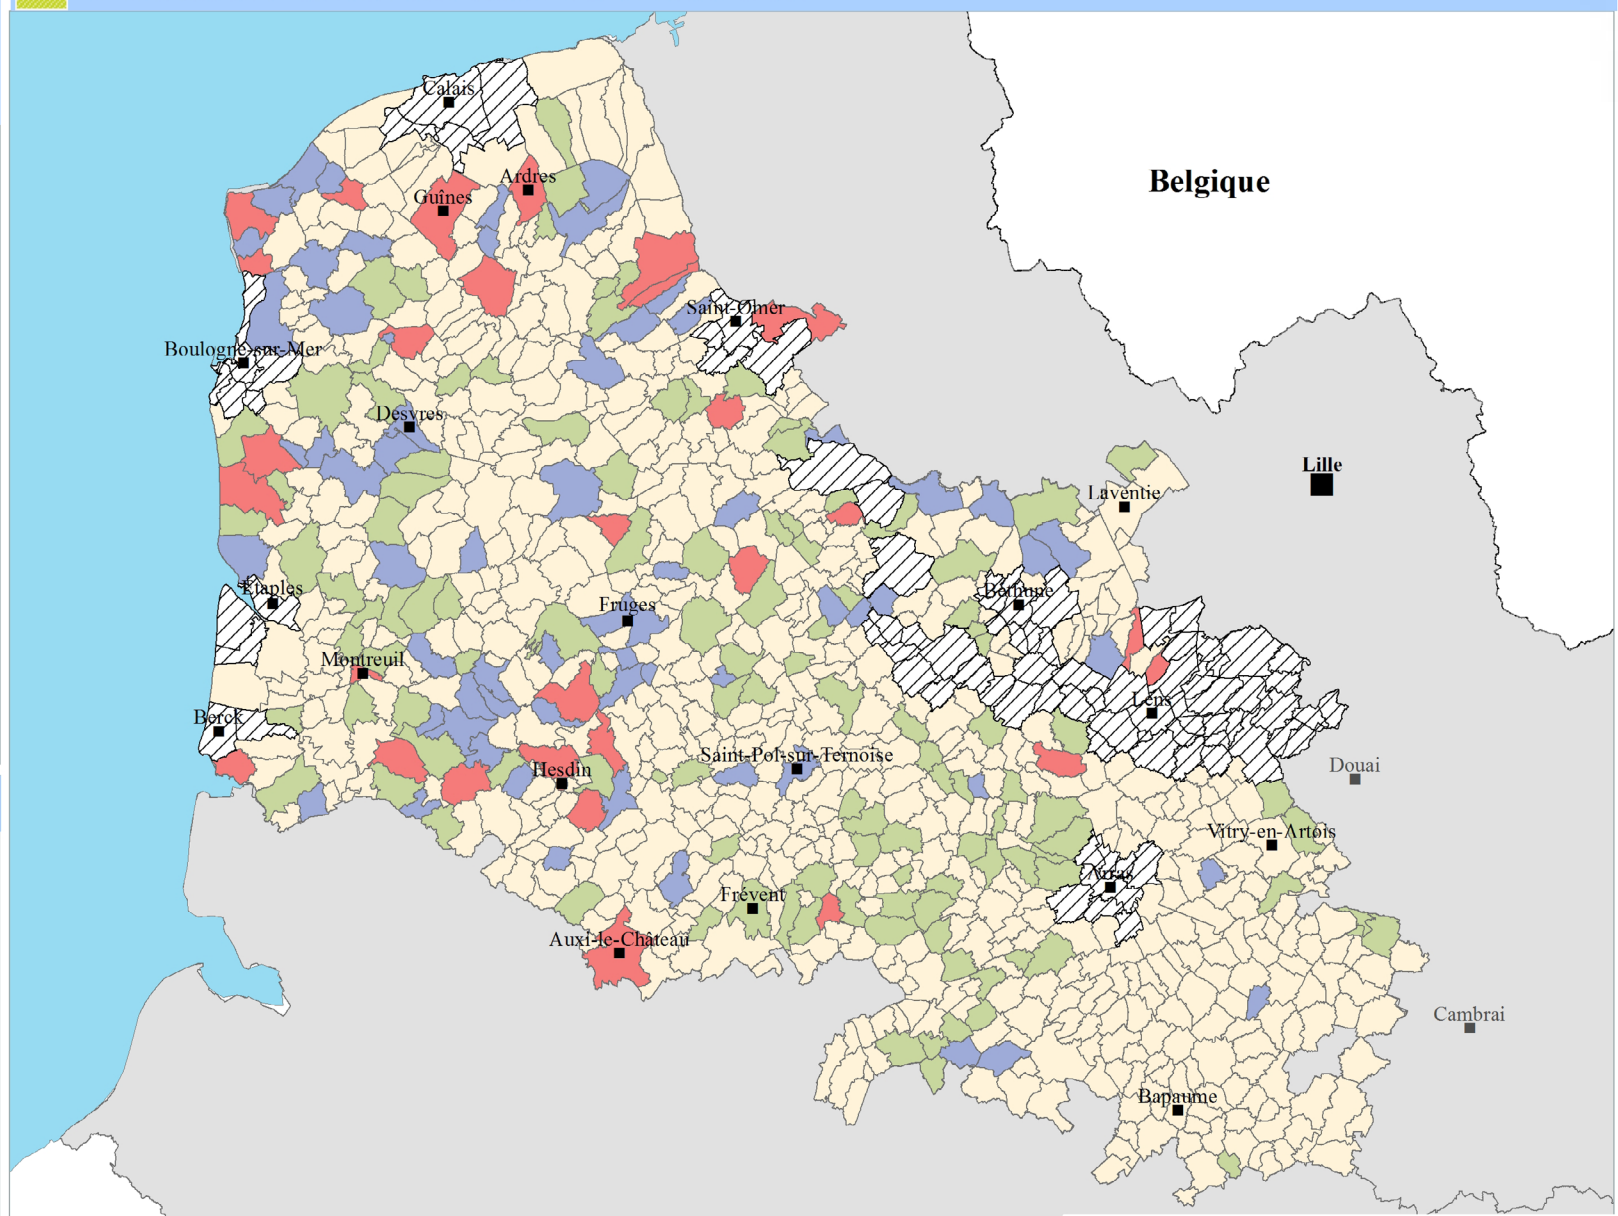 Calais
Belgique
Ardres
Guînes
Saint-Omer
Boulogne-sur-Mer
Desvres
Lille
Laventie
Étaples
Béthune
Fruges
Montreuil
Lens
Berck
Saint-Pol-sur-Ternoise
Hesdin
Douai
Vitry-en-Artois
Arras
Frévent
Auxi-le-Château
Cambrai
Bapaume